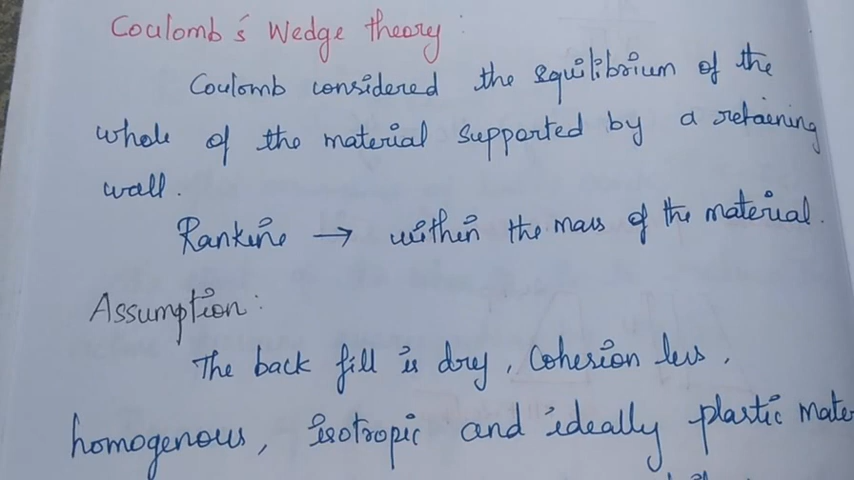 Coulomb's Wedge theory:
Coulomb considered the equilibrium of the
whole of the material supported by a retaining
wall.
Rankine → within the mass of the material.
Assumption:
The back fill is dry, Cohesion less,
homogenous, isotropic and ideally plastic mate